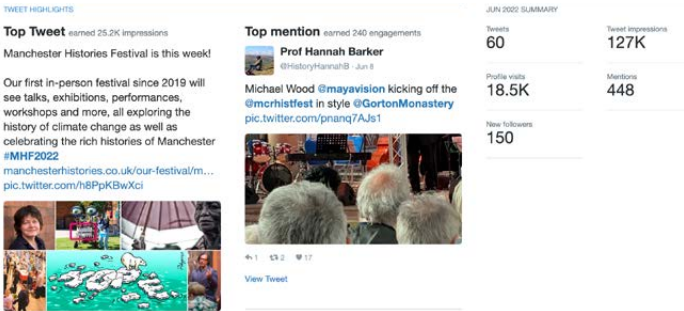 TWEET HIGHLIGHTS
Top Tweet earned 25.2K impressions
Manchester Histories Festival is this week!
Our first in-person festival since 2019 will
see talks, exhibitions, performances,
workshops and more, all exploring the
history of climate change as well as
celebrating the rich histories of Manchester
#MHF2022
manchesterhistories.co.uk/our-festival/m…
pic.twitter.com/h8PpKBwXci
Top mention earned 240 engagements
Prof Hannah Barker
@HistoryHannahB · Jun 8
Michael Wood @mayavision kicking off the
@mcrhistfest in style @GortonMonastery
pic.twitter.com/pnanq7AJs1
1 2 17
View Tweet
JUN 2022 SUMMARY
Tweets
60
Tweet impressions
127K
Profile visits
18.5K
Mentions
448
New followers
150